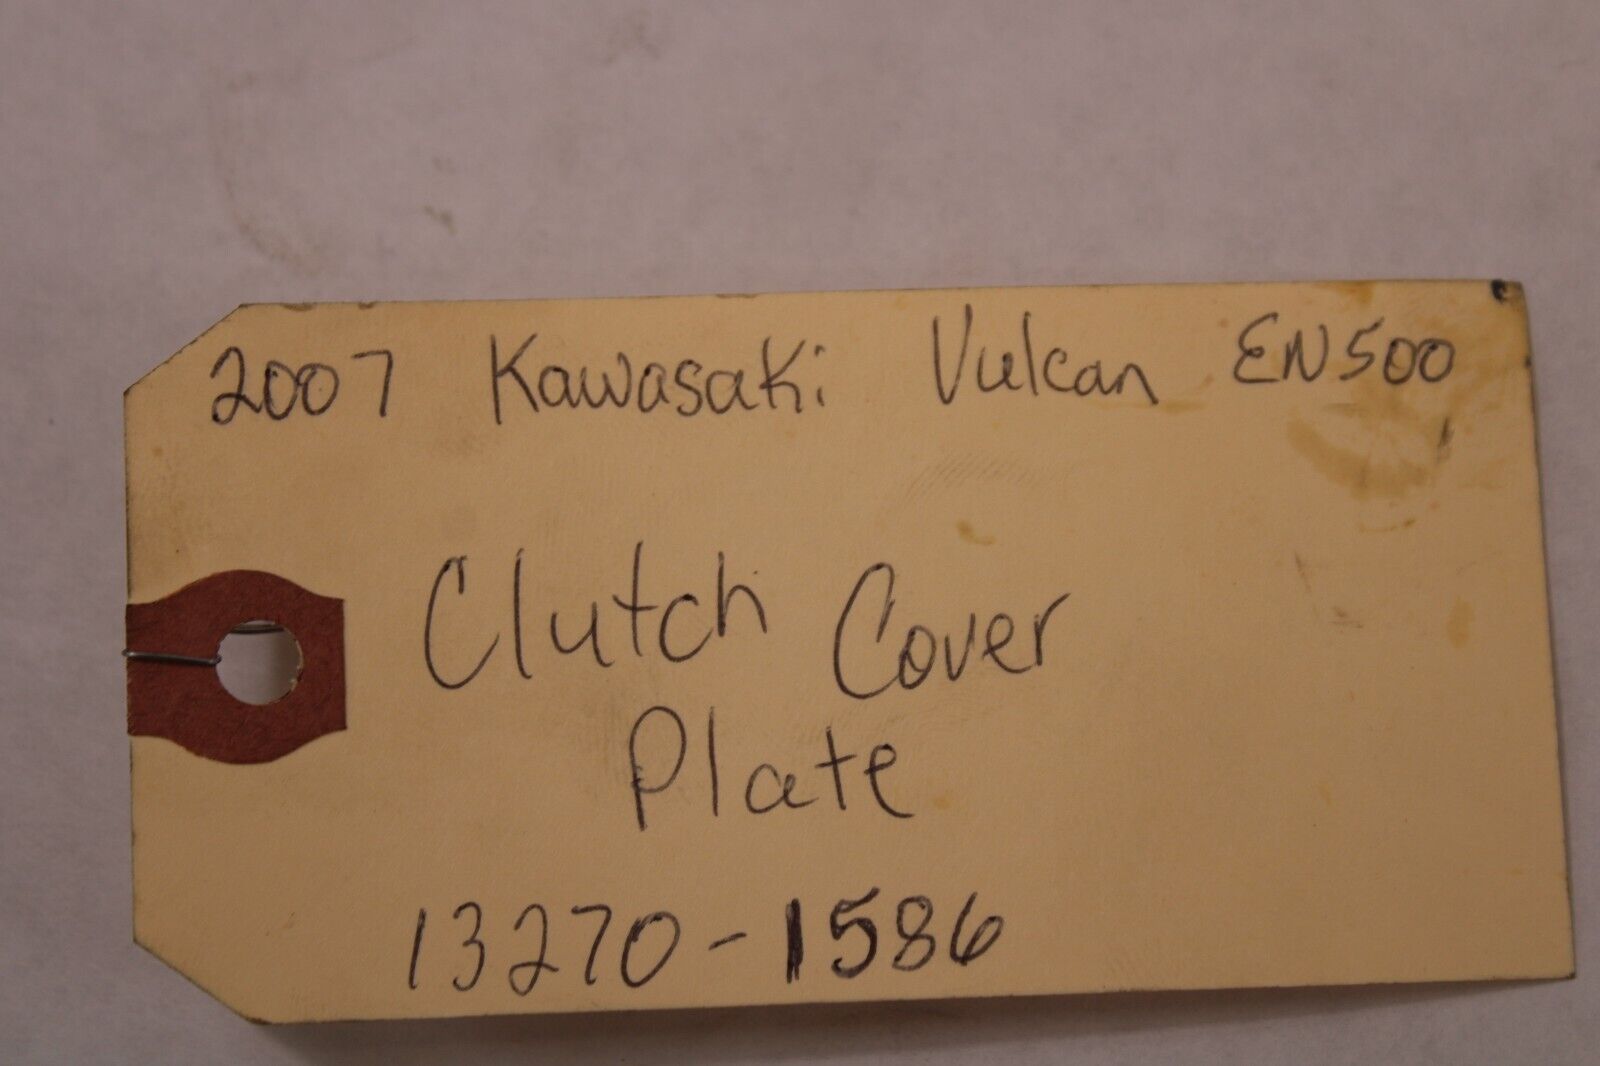 2007 Kawasaki Vulcan EN500
Clutch Cover
Plate
13270-1586